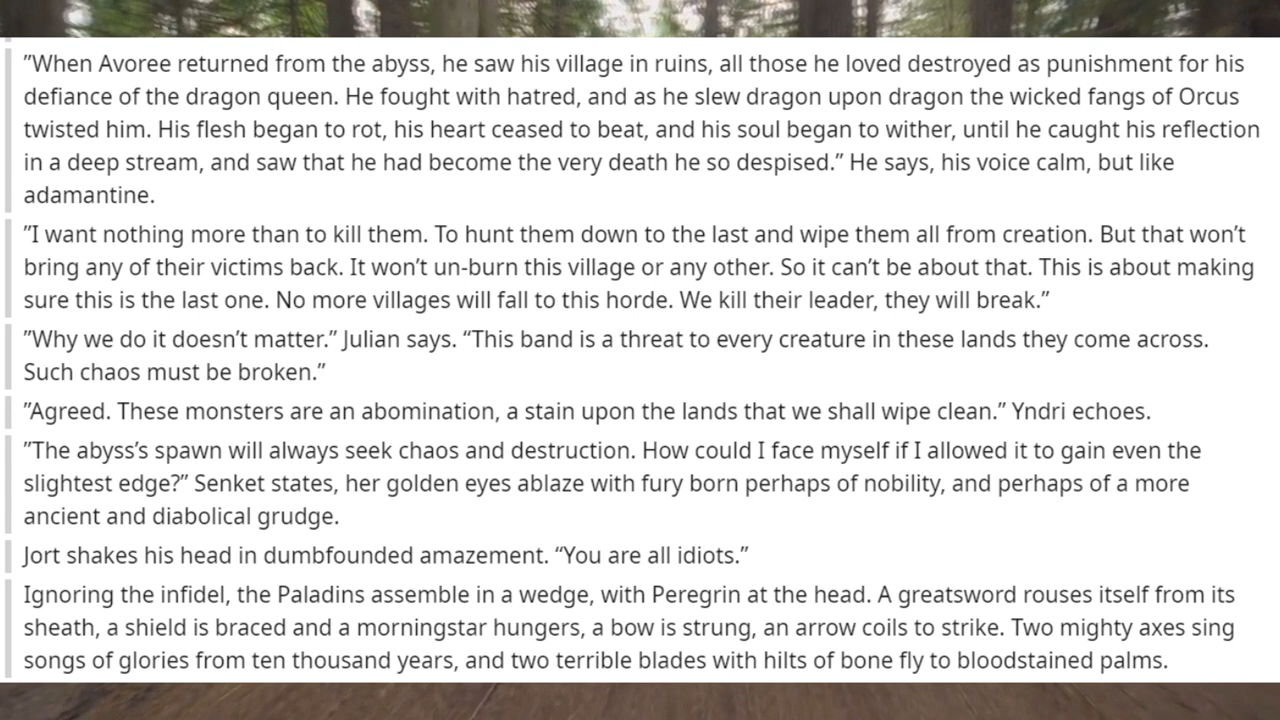 ”When Avoree returned from the abyss, he saw his village in ruins, all those he loved destroyed as punishment for his
defiance of the dragon queen. He fought with hatred, and as he slew dragon upon dragon the wicked fangs of Orcus
twisted him. His flesh began to rot, his heart ceased to beat, and his soul began to wither, until he caught his reflection
in a deep stream, and saw that he had become the very death he so despised.” He says, his voice calm, but like
adamantine.
”I want nothing more than to kill them. To hunt them down to the last and wipe them all from creation. But that won’t
bring any of their victims back. It won’t un-burn this village or any other. So it can’t be about that. This is about making
sure this is the last one. No more villages will fall to this horde. We kill their leader, they will break.”
”Why we do it doesn’t matter.” Julian says. “This band is a threat to every creature in these lands they come across.
Such chaos must be broken.”
”Agreed. These monsters are an abomination, a stain upon the lands that we shall wipe clean.” Yndri echoes.
”The abyss’s spawn will always seek chaos and destruction. How could I face myself if I allowed it to gain even the
slightest edge?” Senket states, her golden eyes ablaze with fury born perhaps of nobility, and perhaps of a more
ancient and diabolical grudge.
Jort shakes his head in dumbfounded amazement. “You are all idiots.”
Ignoring the infidel, the Paladins assemble in a wedge, with Peregrin at the head. A greatsword rouses itself from its
sheath, a shield is braced and a morningstar hungers, a bow is strung, an arrow coils to strike. Two mighty axes sing
songs of glories from ten thousand years, and two terrible blades with hilts of bone fly to bloodstained palms.